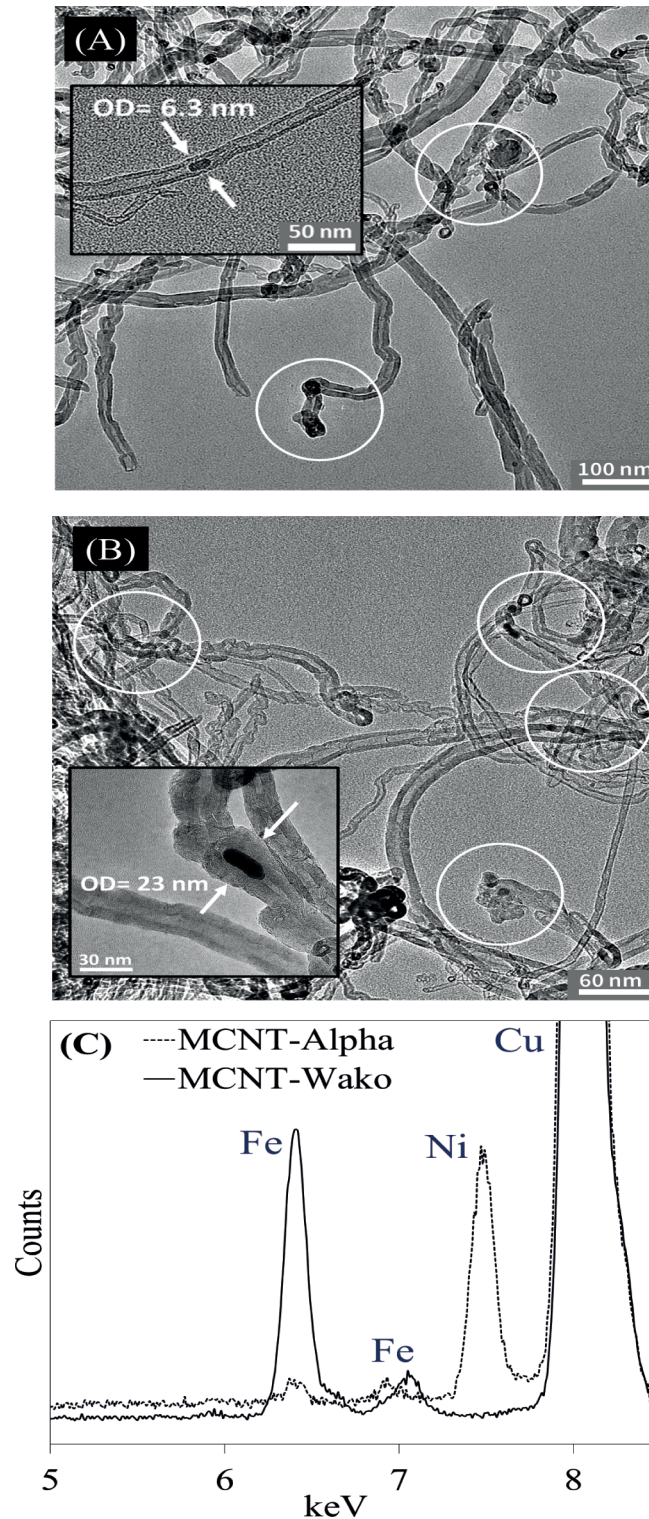 (A)
OD= 6.3 nm
50 nm
100 nm
(B)
OD= 23 nm
30 nm
60 nm
(C)
MCNT-Alpha
MCNT-Wako
Cu
Fe
Ni
Fe
Counts
5 6 7 8
keV